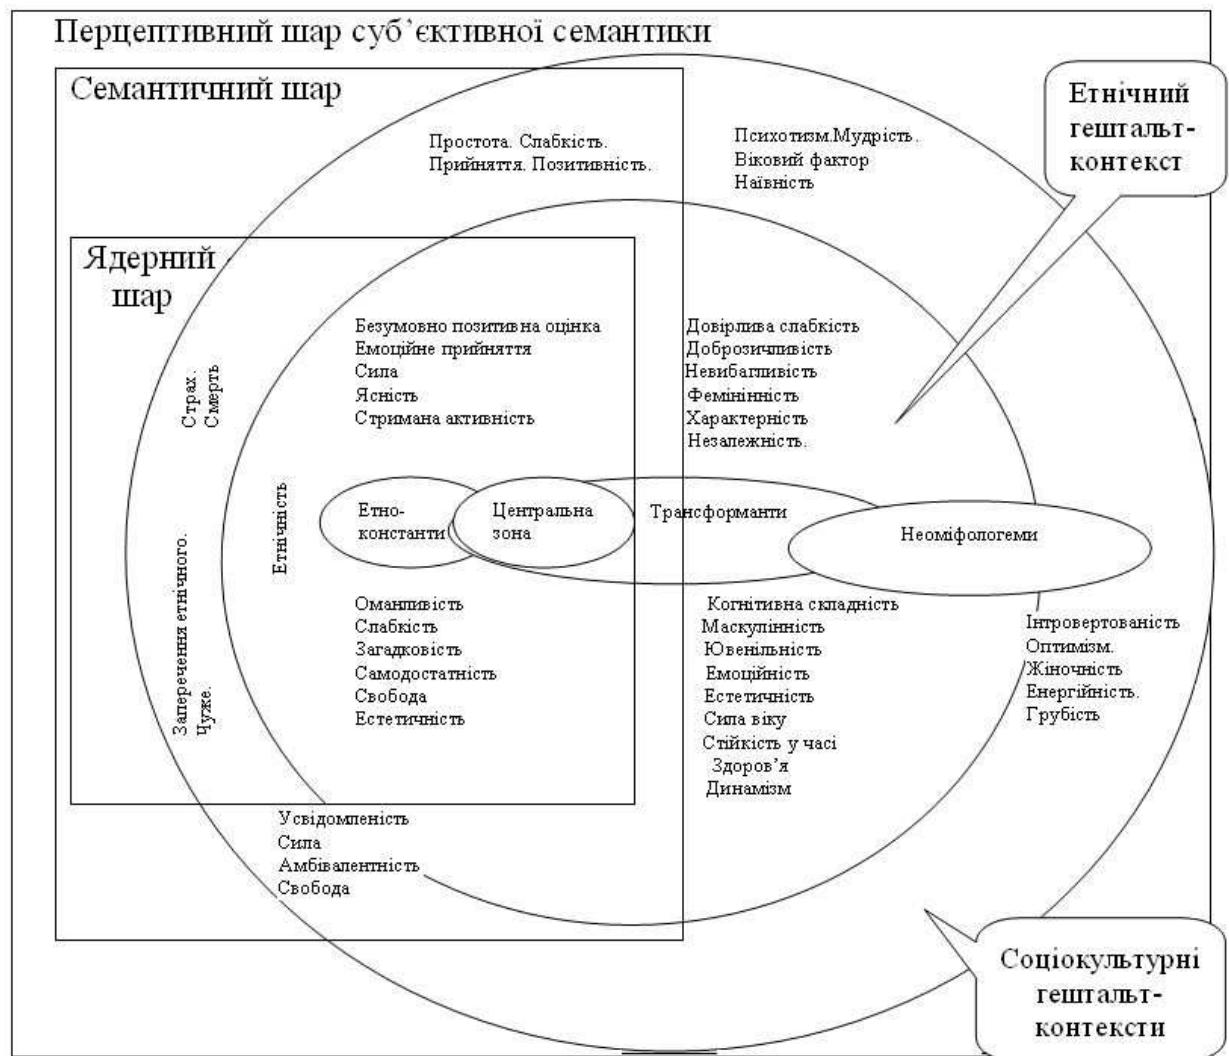 Перцептивний шар суб’єктивної семантики
Семантичний шар
Етнічний
гештальт-
контекст
Простота. Слабкість.
Прийняття. Позитивність.
Психотизм.Мудрість.
Віковий фактор
Наївність
Ядерний
шар
Безумовно позитивна оцінка
Емоційне прийняття
Сила
Ясність
Стримана активність
Довірлива слабкість
Доброзичливість
Невибагливість
Фемінінність
Характерність
Незалежність.
Страх.
Смерть
Етнічність
Етно-
константи
Центральна
зона
Трансформанти
Неоміфологеми
Заперечення етнічного.
Чуже.
Оманливість
Слабкість
Загадковість
Самодостатність
Свобода
Естетичність
Когнітивна складність
Маскулінність
Ювенільність
Емоційність
Естетичність
Сила віку
Стійкість у часі
Здоров’я
Динамізм
Інтровертованість
Оптимізм.
Жіночність
Енергійність.
Грубість
Усвідомленість
Сила
Амбівалентність
Свобода
Соціокультурні
гештальт-
контексти